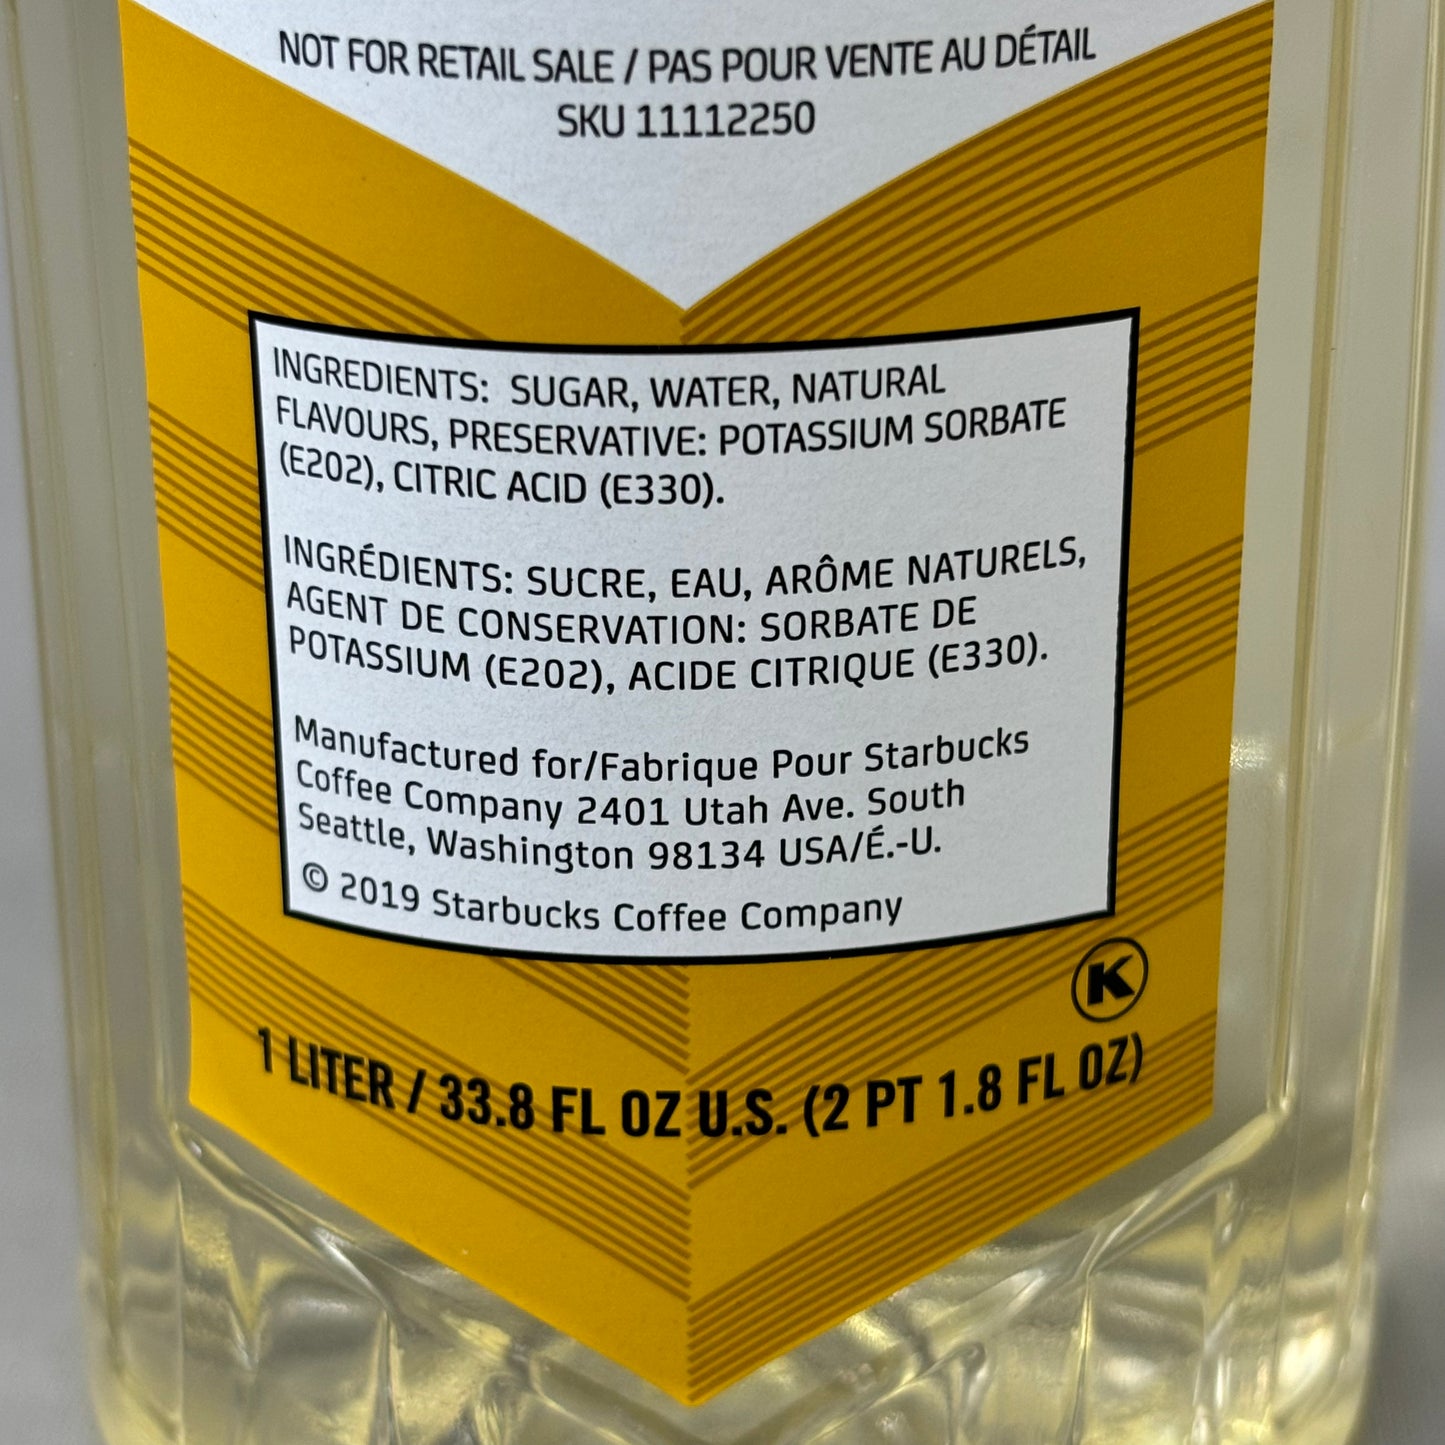 NOT FOR RETAIL SALE / PAS POUR VENTE AU DÉTAIL
SKU 11112250
INGREDIENTS: SUGAR, WATER, NATURAL
FLAVOURS, PRESERVATIVE: POTASSIUM SORBATE
(E202), CITRIC ACID (E330).
INGRÉDIENTS: SUCRE, EAU, ARÔME NATURELS,
AGENT DE CONSERVATION: SORBATE DE
POTASSIUM (E202), ACIDE CITRIQUE (E330).
Manufactured for/Fabrique Pour Starbucks
Coffee Company 2401 Utah Ave. South
Seattle, Washington 98134 USA/É.-U.
© 2019 Starbucks Coffee Company
K
1 LITER / 33.8 FL OZ U.S. (2 PT 1.8 FL OZ)